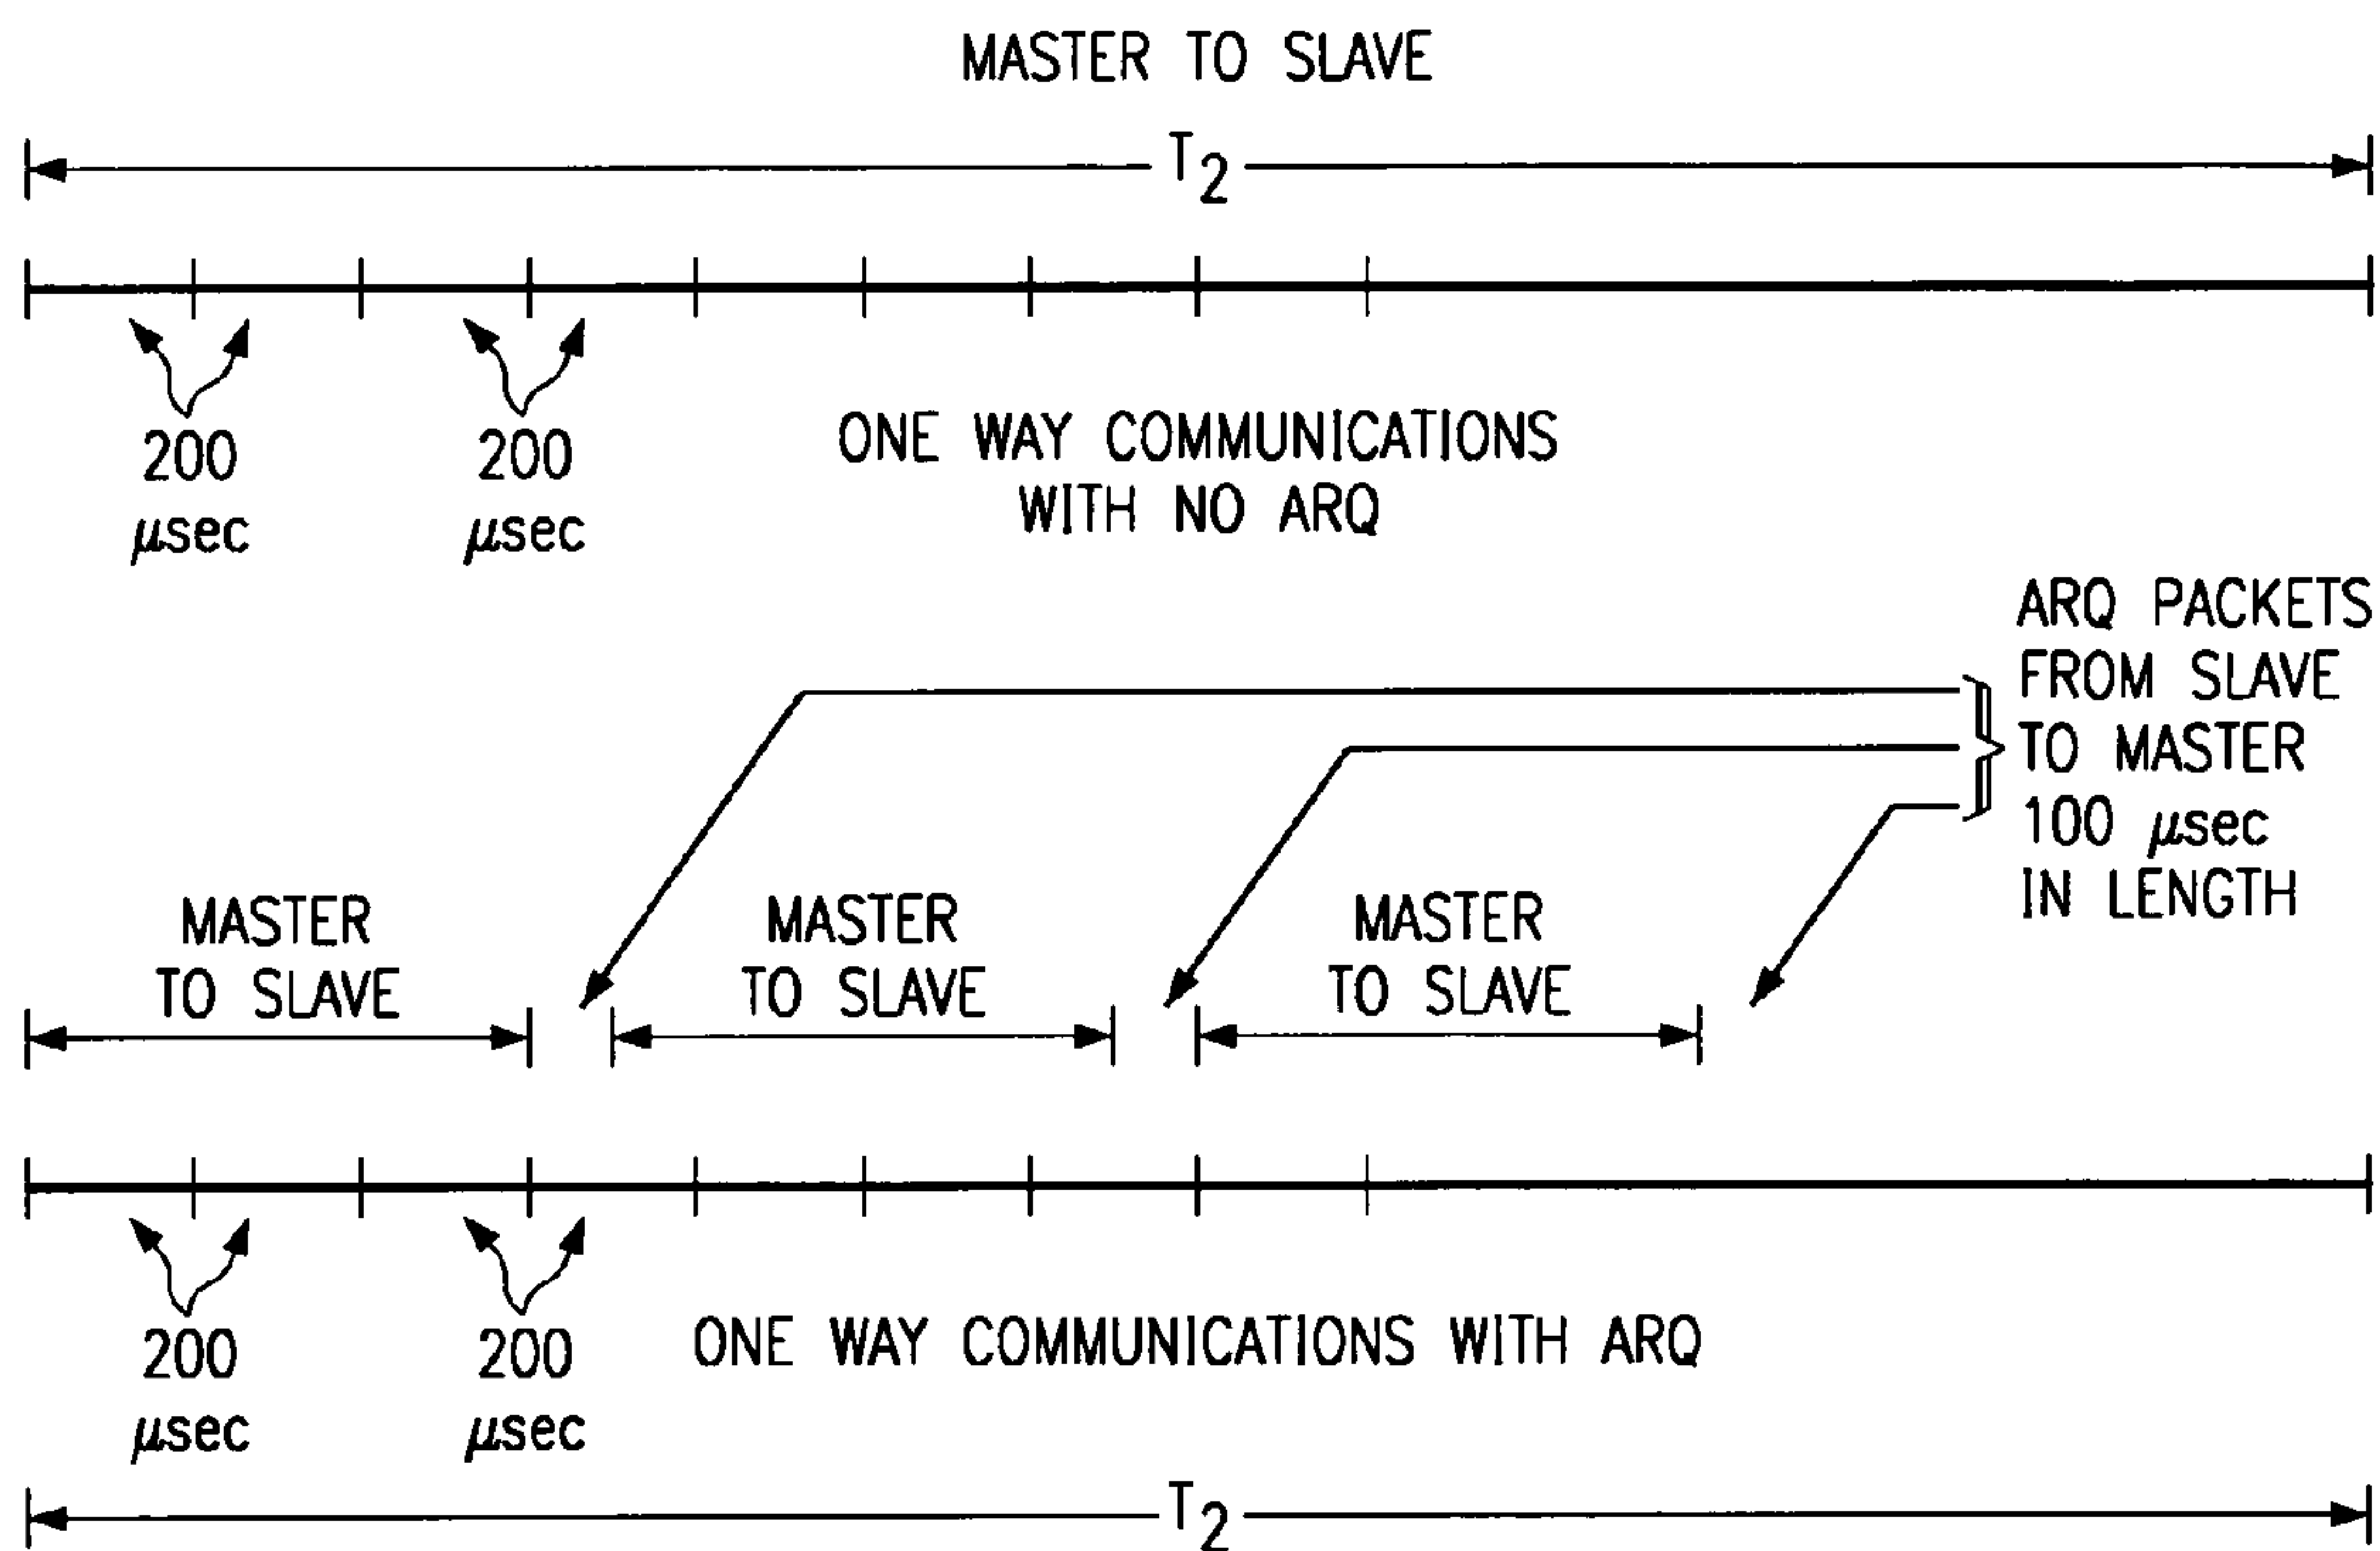 MASTER TO SLAVE
T2
200
µsec
200
µsec
ONE WAY COMMUNICATIONS
WITH NO ARQ
ARQ PACKETS
FROM SLAVE
TO MASTER
100 µsec
IN LENGTH
MASTER
TO SLAVE
MASTER
TO SLAVE
MASTER
TO SLAVE
200
µsec
200
µsec
ONE WAY COMMUNICATIONS WITH ARQ
T2